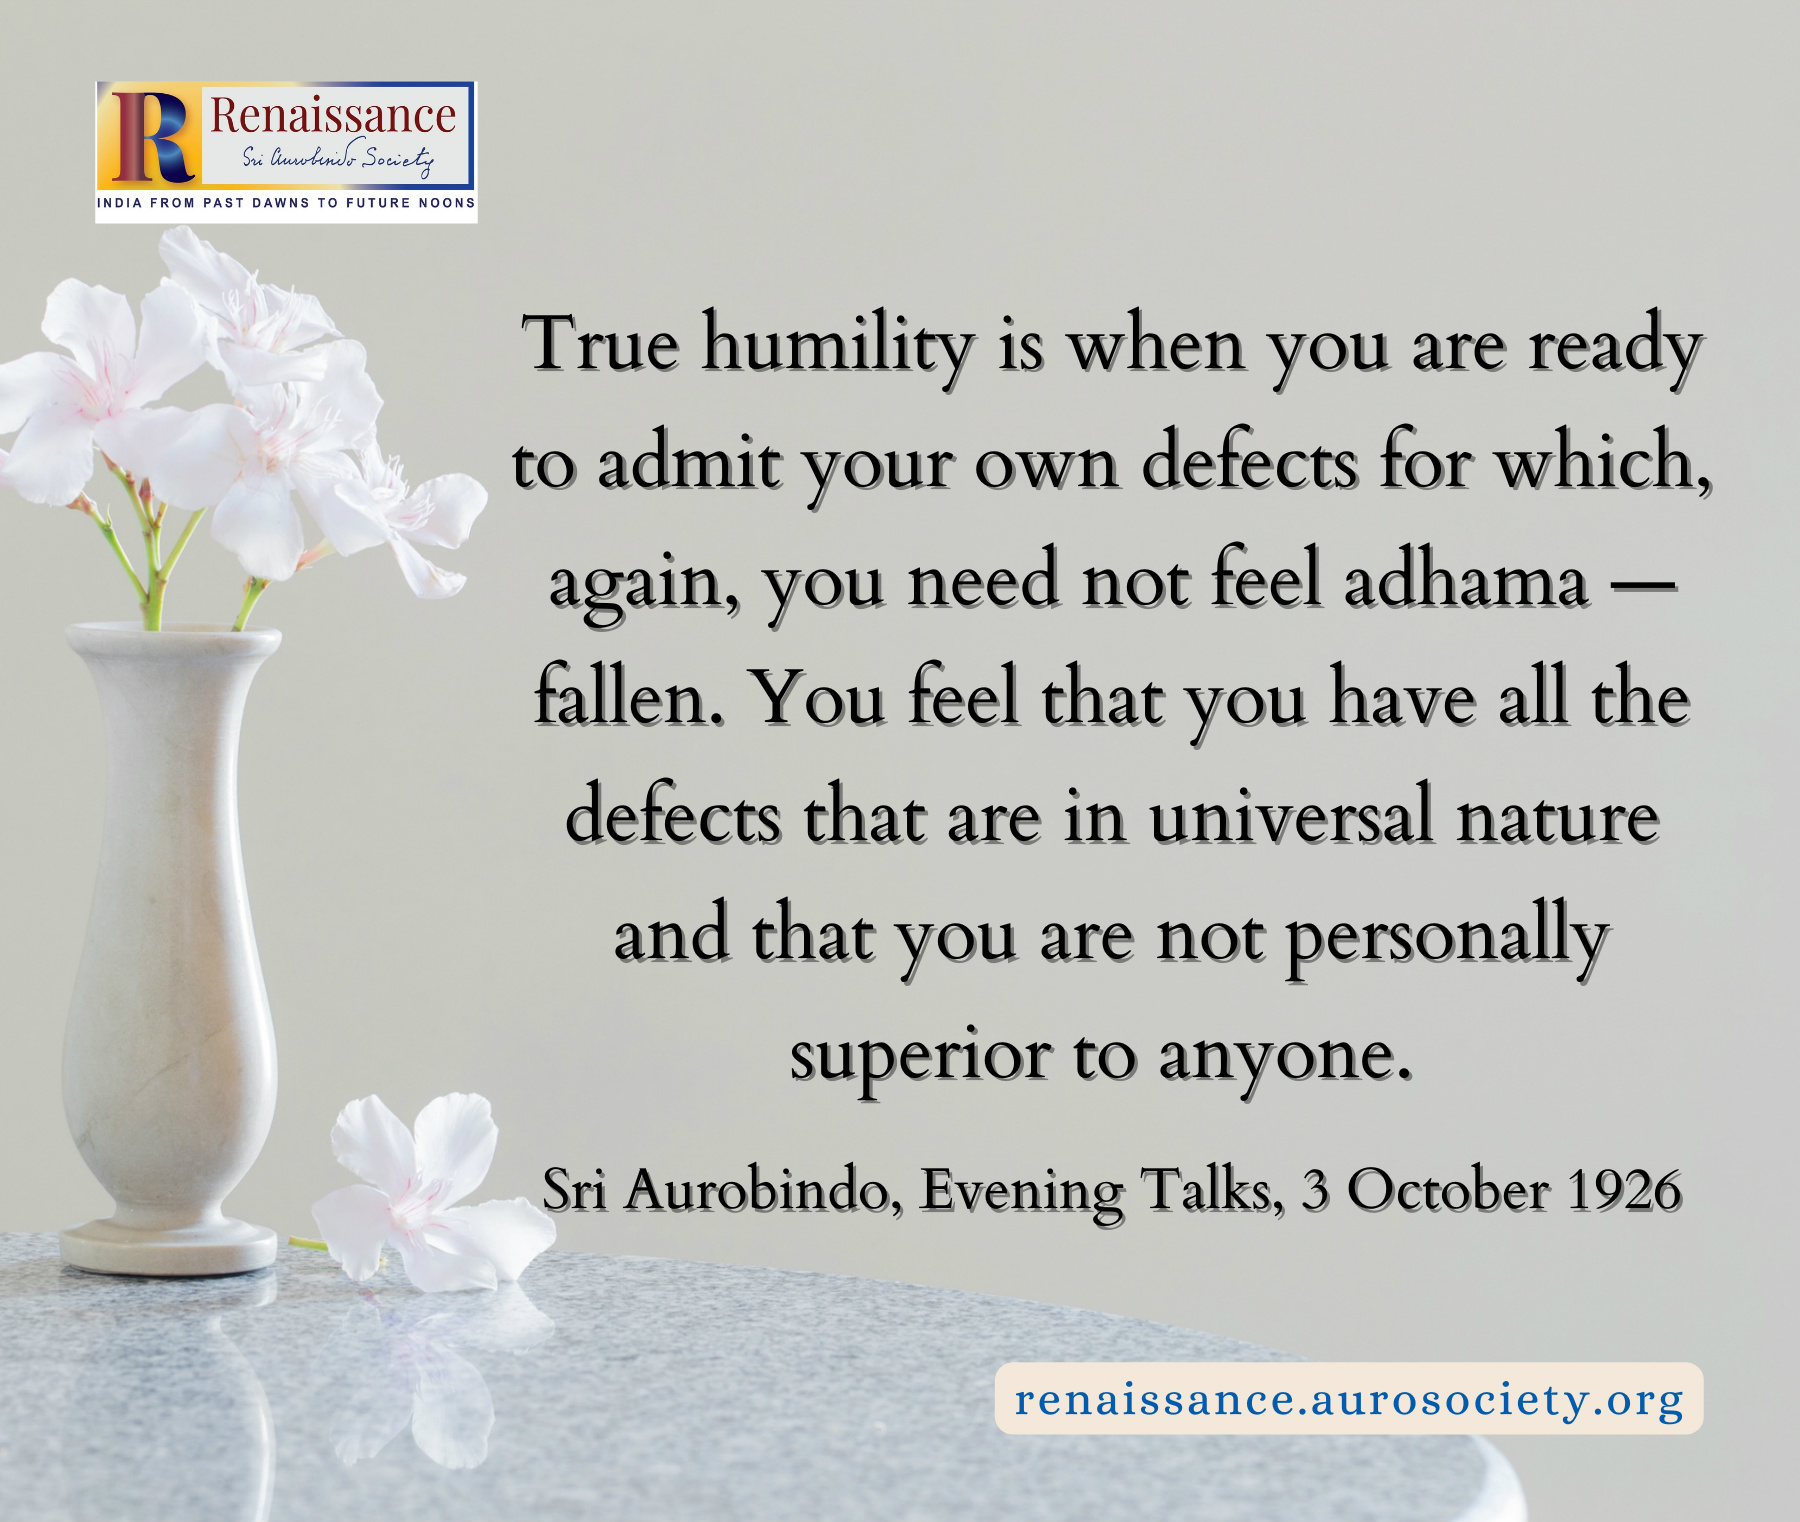 R Renaissance
Sri Aurobindo Society
INDIA FROM PAST DAWNS TO FUTURE NOONS
True humility is when you are ready
to admit your own defects for which,
again, you need not feel adhama —
fallen. You feel that you have all the
defects that are in universal nature
and that you are not personally
superior to anyone.
Sri Aurobindo, Evening Talks, 3 October 1926
renaissance.aurosociety.org